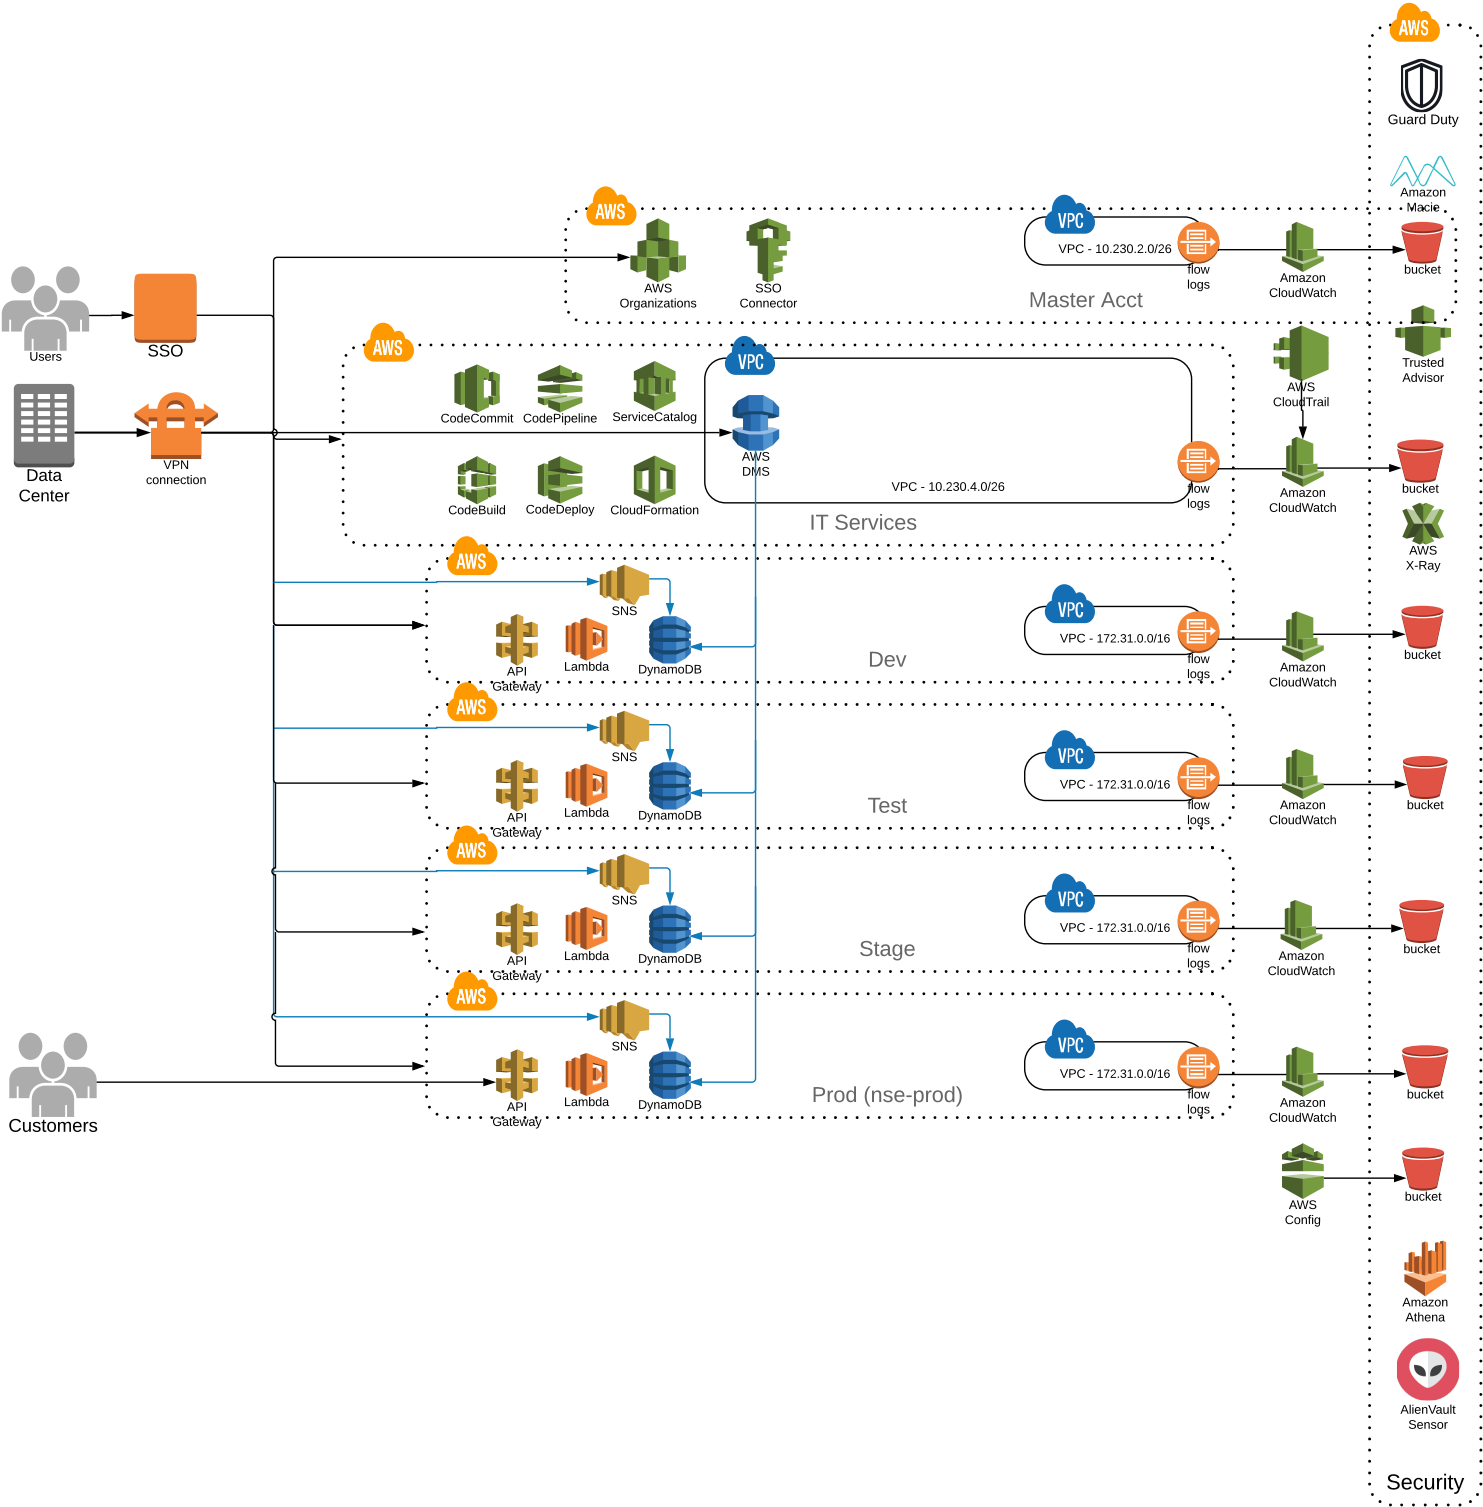 AWS
Guard Duty
Amazon
Macie
AWS
AWS
Organizations
SSO
Connector
VPC
VPC - 10.230.2.0/26
flow
logs
Master Acct
Amazon
CloudWatch
bucket
Users
SSO
Data
Center
VPN
connection
AWS
CodeCommit
CodePipeline
ServiceCatalog
CodeBuild
CodeDeploy
CloudFormation
VPC
AWS
DMS
VPC - 10.230.4.0/26
IT Services
flow
logs
AWS
CloudTrail
Amazon
CloudWatch
Trusted
Advisor
bucket
AWS
X-Ray
AWS
SNS
API
Gateway
Lambda
DynamoDB
Dev
VPC
VPC - 172.31.0.0/16
flow
logs
Amazon
CloudWatch
bucket
AWS
SNS
API
Gateway
Lambda
DynamoDB
Test
VPC
VPC - 172.31.0.0/16
flow
logs
Amazon
CloudWatch
bucket
AWS
SNS
API
Gateway
Lambda
DynamoDB
Stage
VPC
VPC - 172.31.0.0/16
flow
logs
Amazon
CloudWatch
bucket
Customers
AWS
SNS
API
Gateway
Lambda
DynamoDB
Prod (nse-prod)
VPC
VPC - 172.31.0.0/16
flow
logs
Amazon
CloudWatch
bucket
AWS
Config
bucket
Amazon
Athena
AlienVault
Sensor
Security